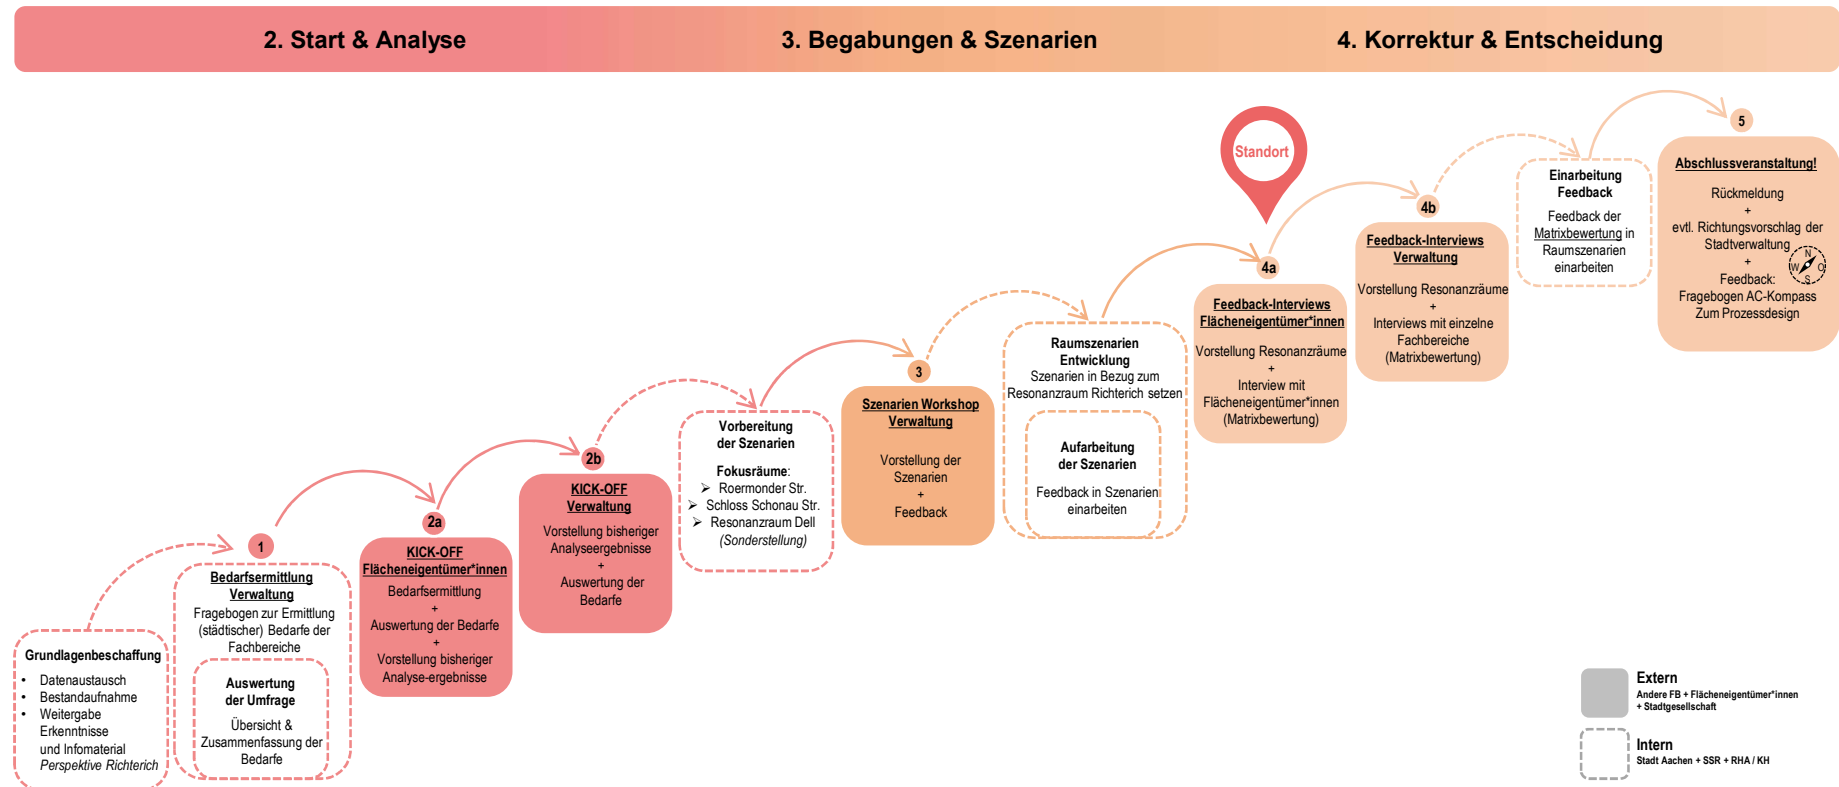 2. Start & Analyse
3. Begabungen & Szenarien
4. Korrektur & Entscheidung
Grundlagenbeschaffung
• Datenaustausch
• Bestandaufnahme
• Weitergabe
Erkenntnisse
und Infomaterial
Perspektive Richterich
1
Bedarfsermittlung
Verwaltung
Fragebogen zur Ermittlung
(städtischer) Bedarfe der
Fachbereiche
Auswertung
der Umfrage
Übersicht &
Zusammenfassung der
Bedarfe
2a
KICK-OFF
Flächeneigentümer*innen
Bedarfsermittlung
+
Auswertung der Bedarfe
+
Vorstellung bisheriger
Analyse-ergebnisse
2b
KICK-OFF
Verwaltung
Vorstellung bisheriger
Analyseergebnisse
+
Auswertung der
Bedarfe
Vorbereitung
der Szenarien
Fokusräume:
➢ Roermonder Str.
➢ Schloss Schonau Str.
➢ Resonanzraum Dell
(Sonderstellung)
3
Szenarien Workshop
Verwaltung
Vorstellung der
Szenarien
+
Feedback
Raumszenarien
Entwicklung
Szenarien in Bezug zum
Resonanzraum Richterich setzen
Aufarbeitung
der Szenarien
Feedback in Szenarien
einarbeiten
Standort
4a
Feedback-Interviews
Flächeneigentümer*innen
Vorstellung Resonanzräume
+
Interview mit
Flächeneigentümer*innen
(Matrixbewertung)
4b
Feedback-Interviews
Verwaltung
Vorstellung Resonanzräume
+
Interviews mit einzelne
Fachbereiche
(Matrixbewertung)
Einarbeitung
Feedback
Feedback der
Matrixbewertung in
Raumszenarien
einarbeiten
5
Abschlussveranstaltung!
Rückmeldung
+
evtl. Richtungsvorschlag der
Stadtverwaltung
+
Feedback:
Fragebogen AC-Kompass
Zum Prozessdesign
N
W O
S
Extern
Andere FB + Flächeneigentümer*innen
+ Stadtgesellschaft
Intern
Stadt Aachen + SSR + RHA / KH